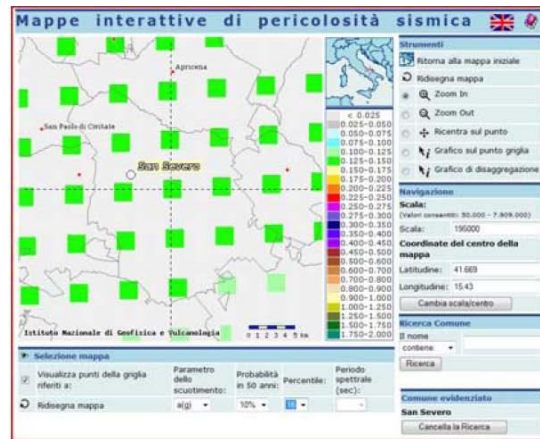 Mappe interattive di pericolosità sismica
Apricena
San Paolo di Civitate
San Severo
Istituto Nazionale di Geofisica e Vulcanologia
0 1 2 3 4 5 km
< 0.025
0.025-0.050
0.050-0.075
0.075-0.100
0.100-0.125
0.125-0.150
0.150-0.175
0.175-0.200
0.200-0.225
0.225-0.250
0.250-0.275
0.275-0.300
0.300-0.350
0.350-0.400
0.400-0.450
0.450-0.500
0.500-0.600
0.600-0.700
0.700-0.800
0.800-0.900
0.900-1.000
1.000-1.250
1.250-1.500
1.500-1.750
1.750-2.000
Strumenti
Ritorna alla mappa iniziale
Ridisegna mappa
Zoom In
Zoom Out
Ricentra sul punto
Grafico sul punto griglia
Grafico di disaggregazione
Navigazione
Scala:
(Valori consentiti: 50.000 - 7.909.000)
Scala: 195000
Coordinate del centro della
mappa
Latitudine: 41.669
Longitudine: 15.43
Cambia scala/centro
Ricerca Comune
Il nome
contiene
Ricerca
Comune evidenziato
San Severo
Cancella la Ricerca
Selezione mappa
Visualizza punti della griglia
riferiti a:
Parametro
dello
scuotimento:
Probabilità
in 50 anni:
Percentile:
Periodo
spettrale
(sec):
Ridisegna mappa
a(g)
10%